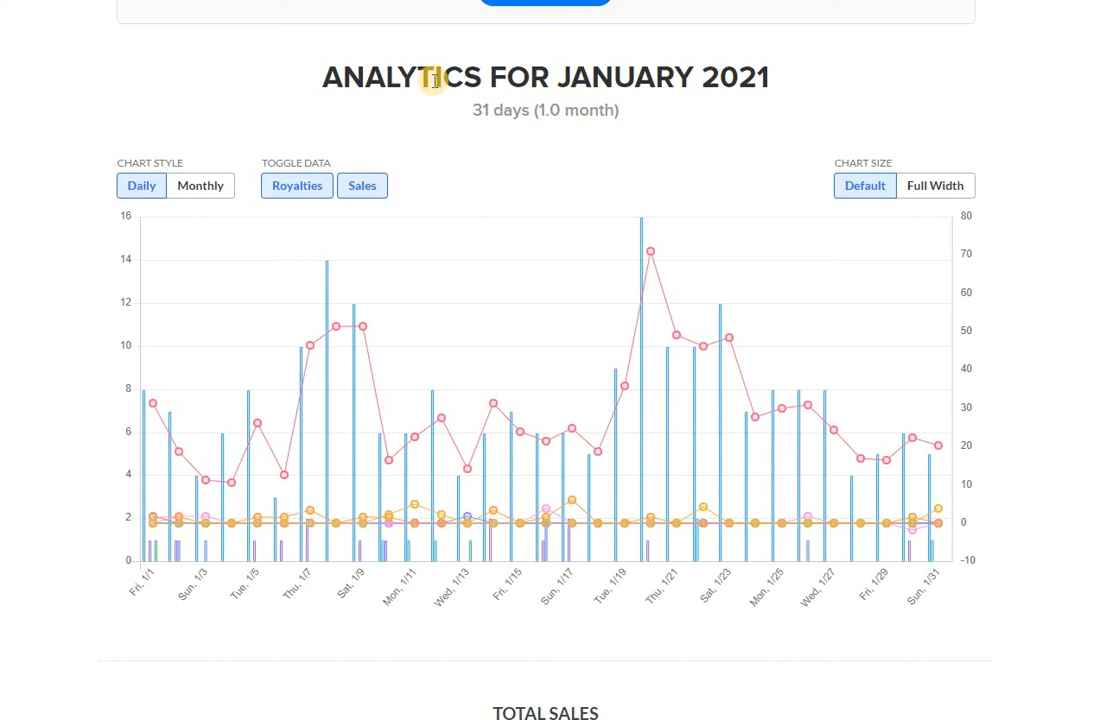 ANALYTICS FOR JANUARY 2021
31 days (1.0 month)
CHART STYLE
TOGGLE DATA
CHART SIZE
Daily Monthly
Royalties Sales
Default Full Width
16 80
14 70
12 60
10 50
8 40
6 30
4 20
2 10
0 0
-10
Fri, 1/1 Sun, 1/3 Tue, 1/5 Thu, 1/7 Sat, 1/9 Mon, 1/11 Wed, 1/13 Fri, 1/15 Sun, 1/17 Tue, 1/19 Thu, 1/21 Sat, 1/23 Mon, 1/25 Wed, 1/27 Fri, 1/29 Sun, 1/31
TOTAL SALES